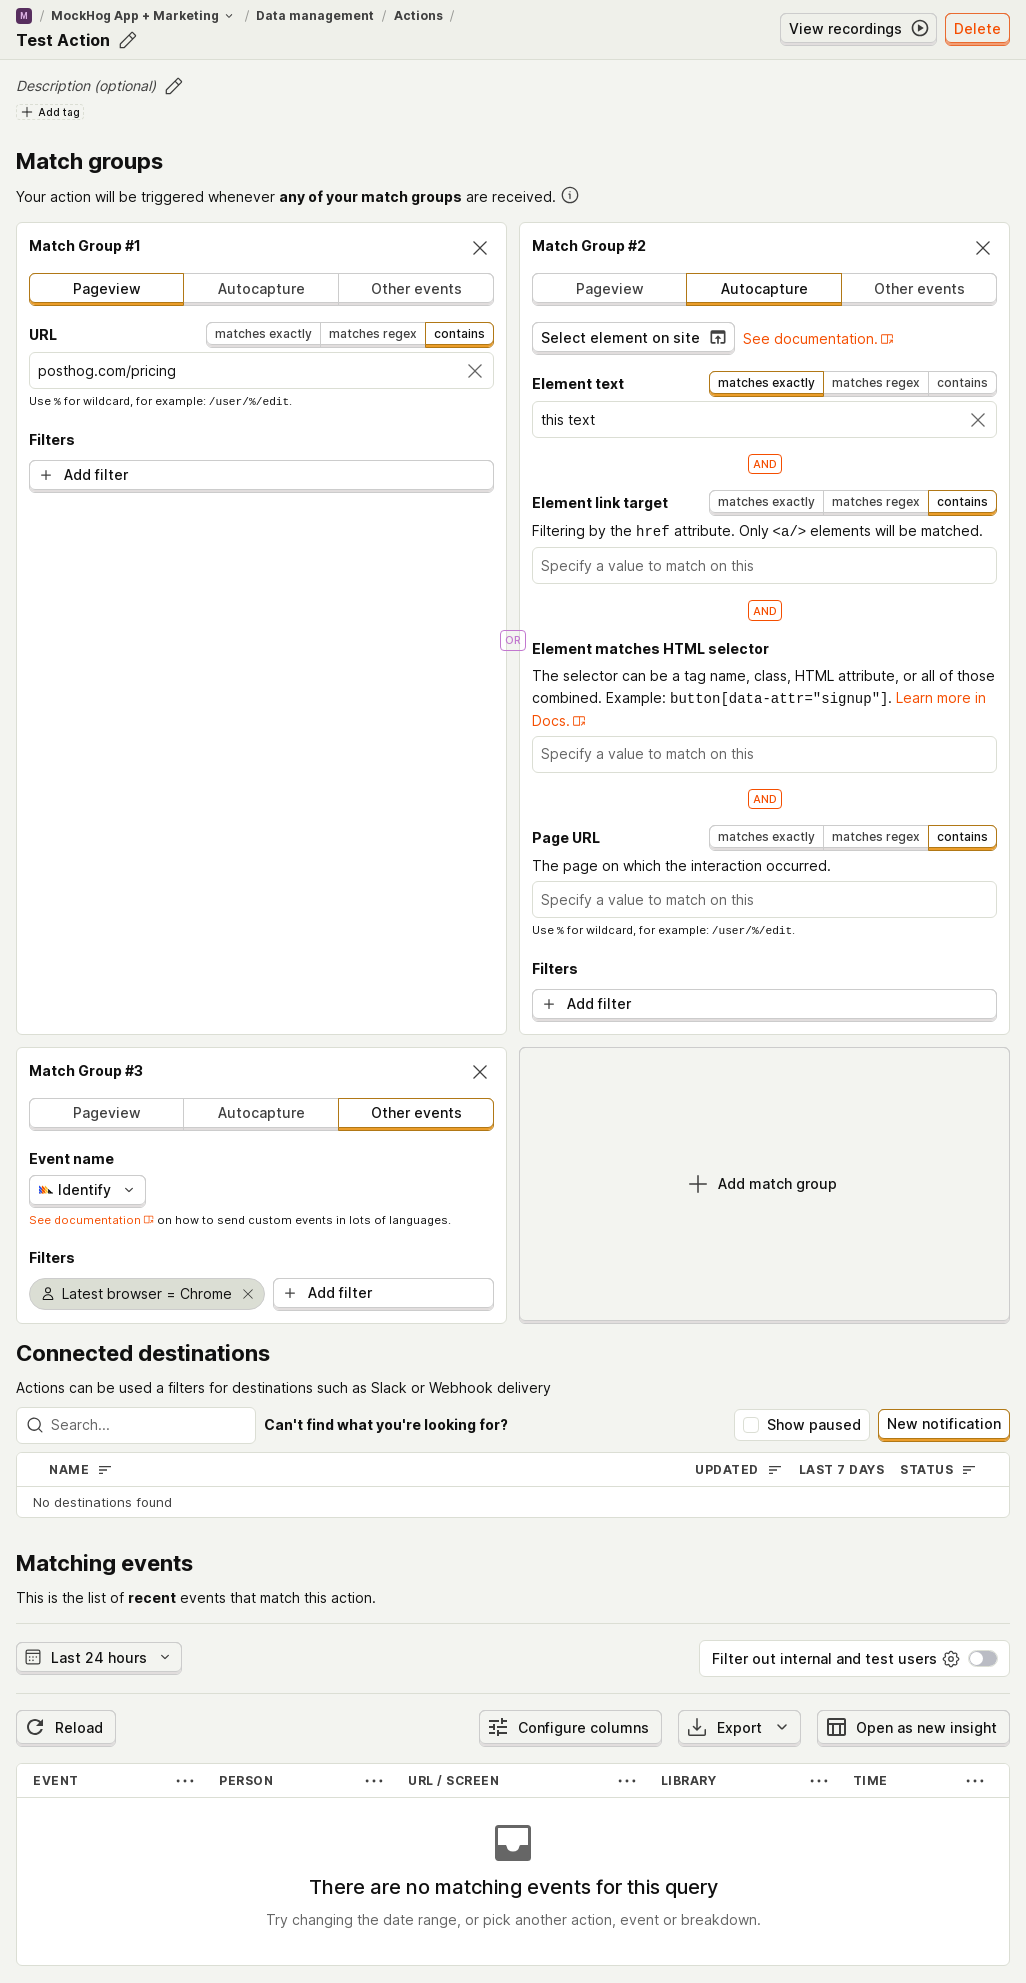 M / MockHog App + Marketing / Data management / Actions /
Test Action
View recordings
Delete
Description (optional)
Add tag
Match groups
Your action will be triggered whenever any of your match groups are received.
Match Group #1
Pageview Autocapture Other events
URL matches exactly matches regex contains
posthog.com/pricing
Use % for wildcard, for example: /user/%/edit.
Filters
Add filter
OR
Match Group #2
Pageview Autocapture Other events
Select element on site See documentation.
Element text matches exactly matches regex contains
this text
AND
Element link target matches exactly matches regex contains
Filtering by the href attribute. Only <a/> elements will be matched.
Specify a value to match on this
AND
Element matches HTML selector
The selector can be a tag name, class, HTML attribute, or all of those
combined. Example: button[data-attr="signup"]. Learn more in
Docs.
Specify a value to match on this
AND
Page URL matches exactly matches regex contains
The page on which the interaction occurred.
Specify a value to match on this
Use % for wildcard, for example: /user/%/edit.
Filters
Add filter
Match Group #3
Pageview Autocapture Other events
Event name
Identify
See documentation on how to send custom events in lots of languages.
Filters
Latest browser = Chrome Add filter
Add match group
Connected destinations
Actions can be used a filters for destinations such as Slack or Webhook delivery
Search... Can't find what you're looking for? Show paused New notification
NAME UPDATED LAST 7 DAYS STATUS
No destinations found
Matching events
This is the list of recent events that match this action.
Last 24 hours Filter out internal and test users
Reload Configure columns Export Open as new insight
EVENT PERSON URL / SCREEN LIBRARY TIME
There are no matching events for this query
Try changing the date range, or pick another action, event or breakdown.